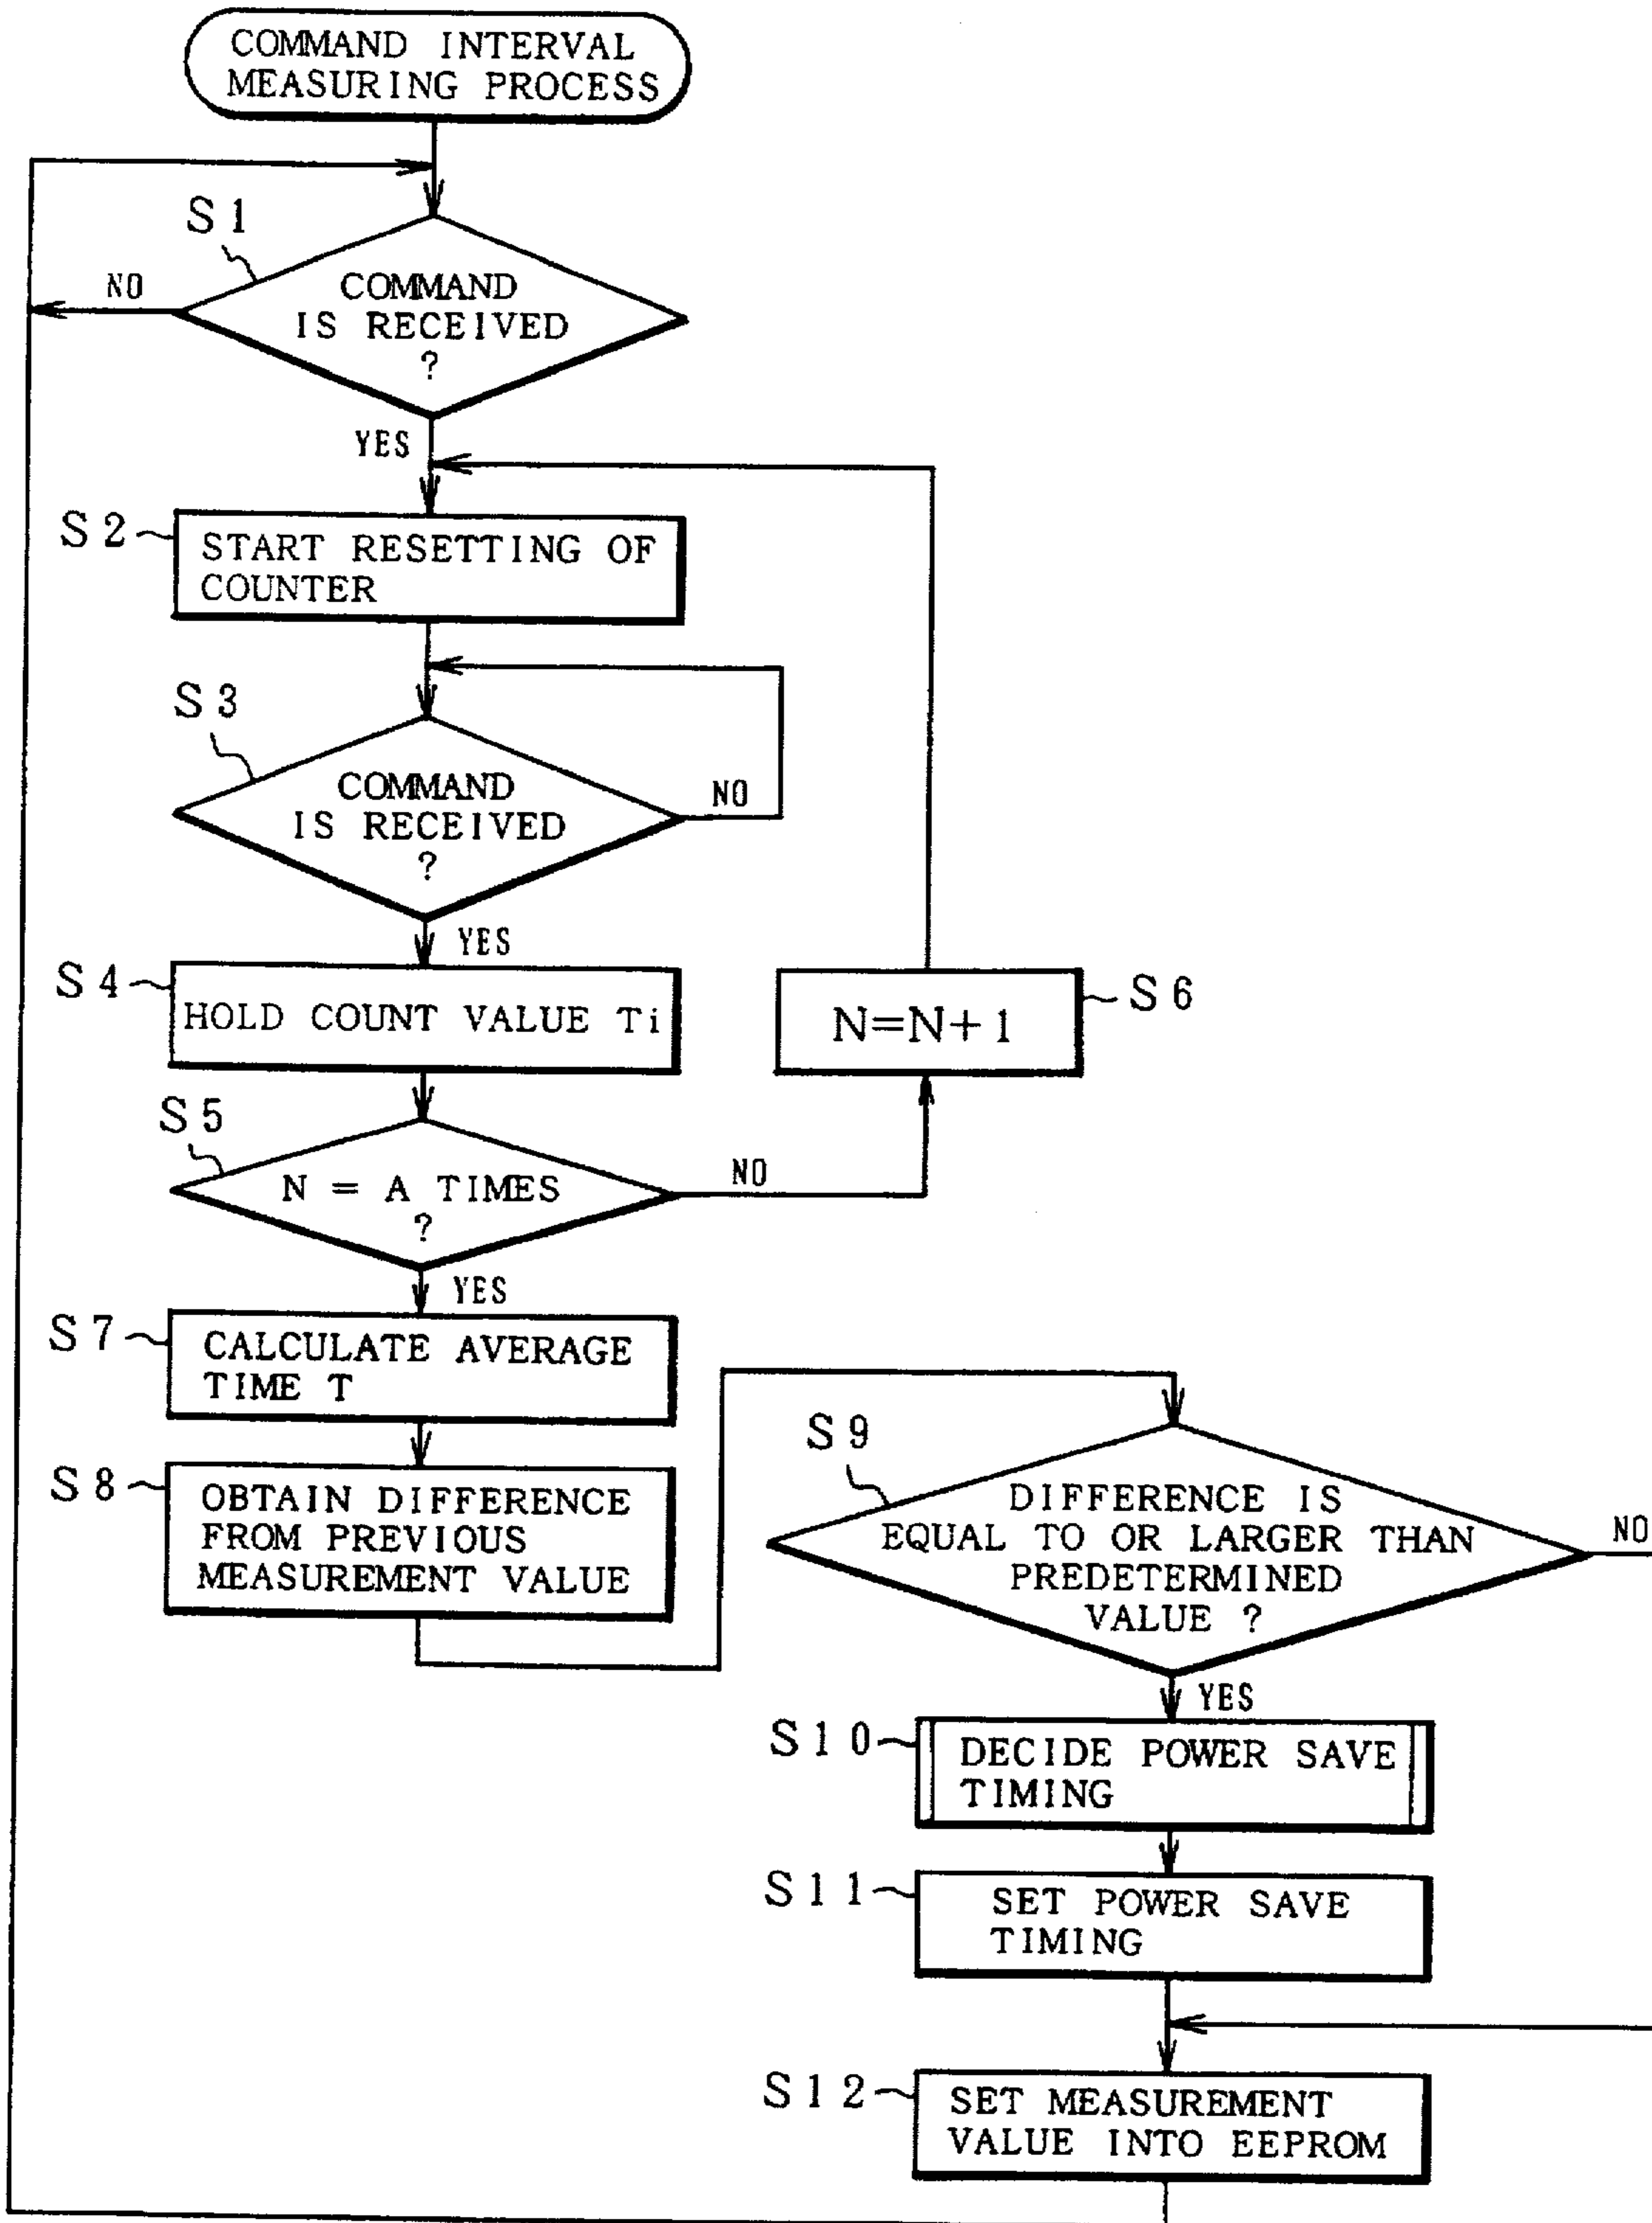 COMMAND INTERVAL
MEASURING PROCESS
S1
NO
COMMAND
IS RECEIVED
?
YES
S2
START RESETTING OF
COUNTER
S3
COMMAND
IS RECEIVED
?
NO
YES
S4
HOLD COUNT VALUE Ti
N=N+1
S6
S5
N = A TIMES
?
NO
YES
S7
CALCULATE AVERAGE
TIME T
S8
OBTAIN DIFFERENCE
FROM PREVIOUS
MEASUREMENT VALUE
S9
DIFFERENCE IS
EQUAL TO OR LARGER THAN
PREDETERMINED
VALUE ?
NO
YES
S10
DECIDE POWER SAVE
TIMING
S11
SET POWER SAVE
TIMING
S12
SET MEASUREMENT
VALUE INTO EEPROM